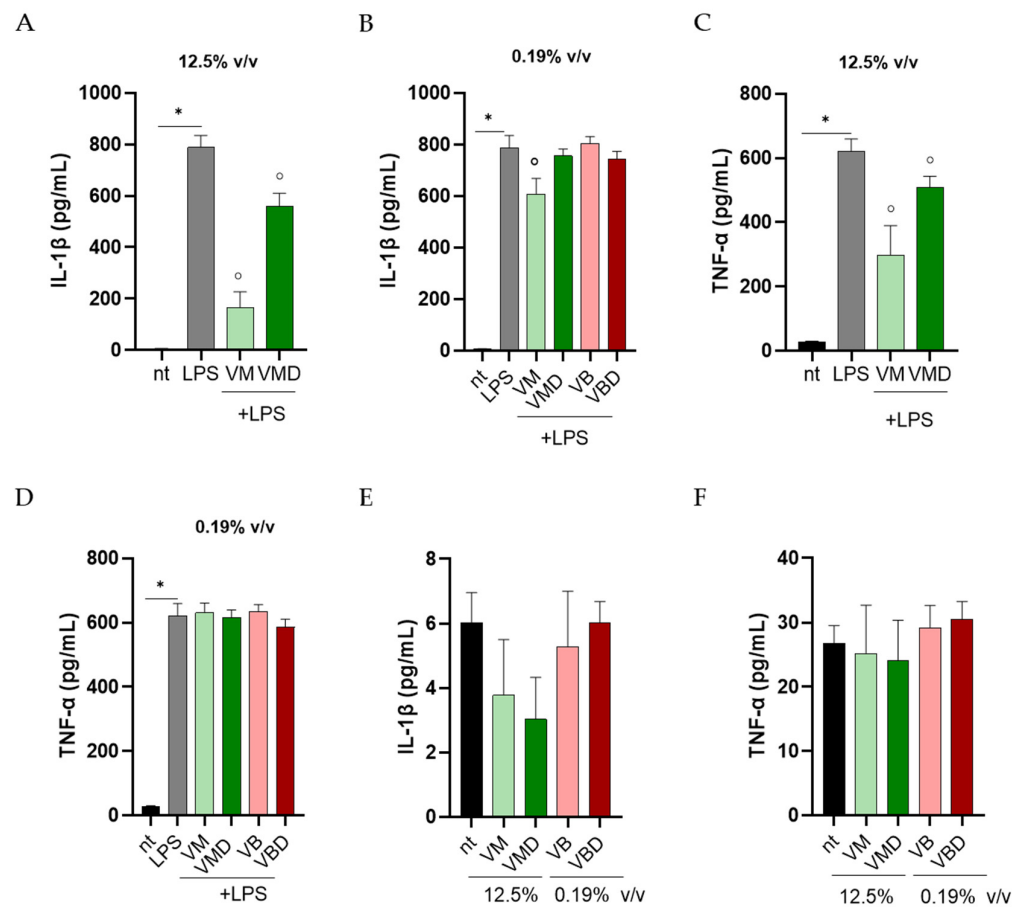 A
12.5% v/v
IL-1β (pg/mL)
1000
800
600
400
200
0
*
°
°
nt LPS VM VMD
+LPS
B
0.19% v/v
IL-1β (pg/mL)
1000
800
600
400
200
0
*
°
nt LPS VM VMD VB VBD
+LPS
C
12.5% v/v
TNF-α (pg/mL)
800
600
400
200
0
*
°
°
nt LPS VM VMD
+LPS
D
0.19% v/v
TNF-α (pg/mL)
800
600
400
200
0
*
nt LPS VM VMD VB VBD
+LPS
E
IL-1β (pg/mL)
8
6
4
2
0
nt VM VMD VB VBD
12.5% 0.19% v/v
F
TNF-α (pg/mL)
40
30
20
10
0
nt VM VMD VB VBD
12.5% 0.19% v/v